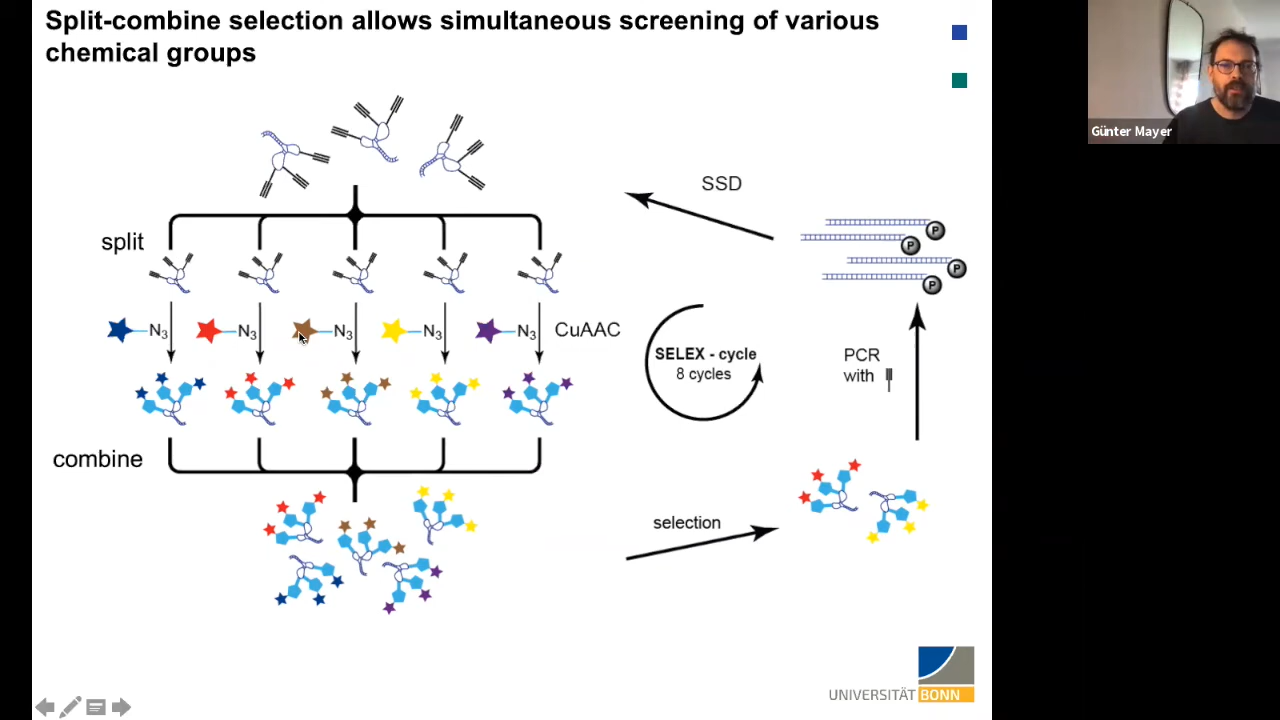 Split-combine selection allows simultaneous screening of various
chemical groups
Günter Mayer
SSD
split
P
P
P
P
N3
N3
N3
N3
N3
CuAAC
SELEX - cycle
8 cycles
PCR
with
combine
selection
UNIVERSITÄT BONN